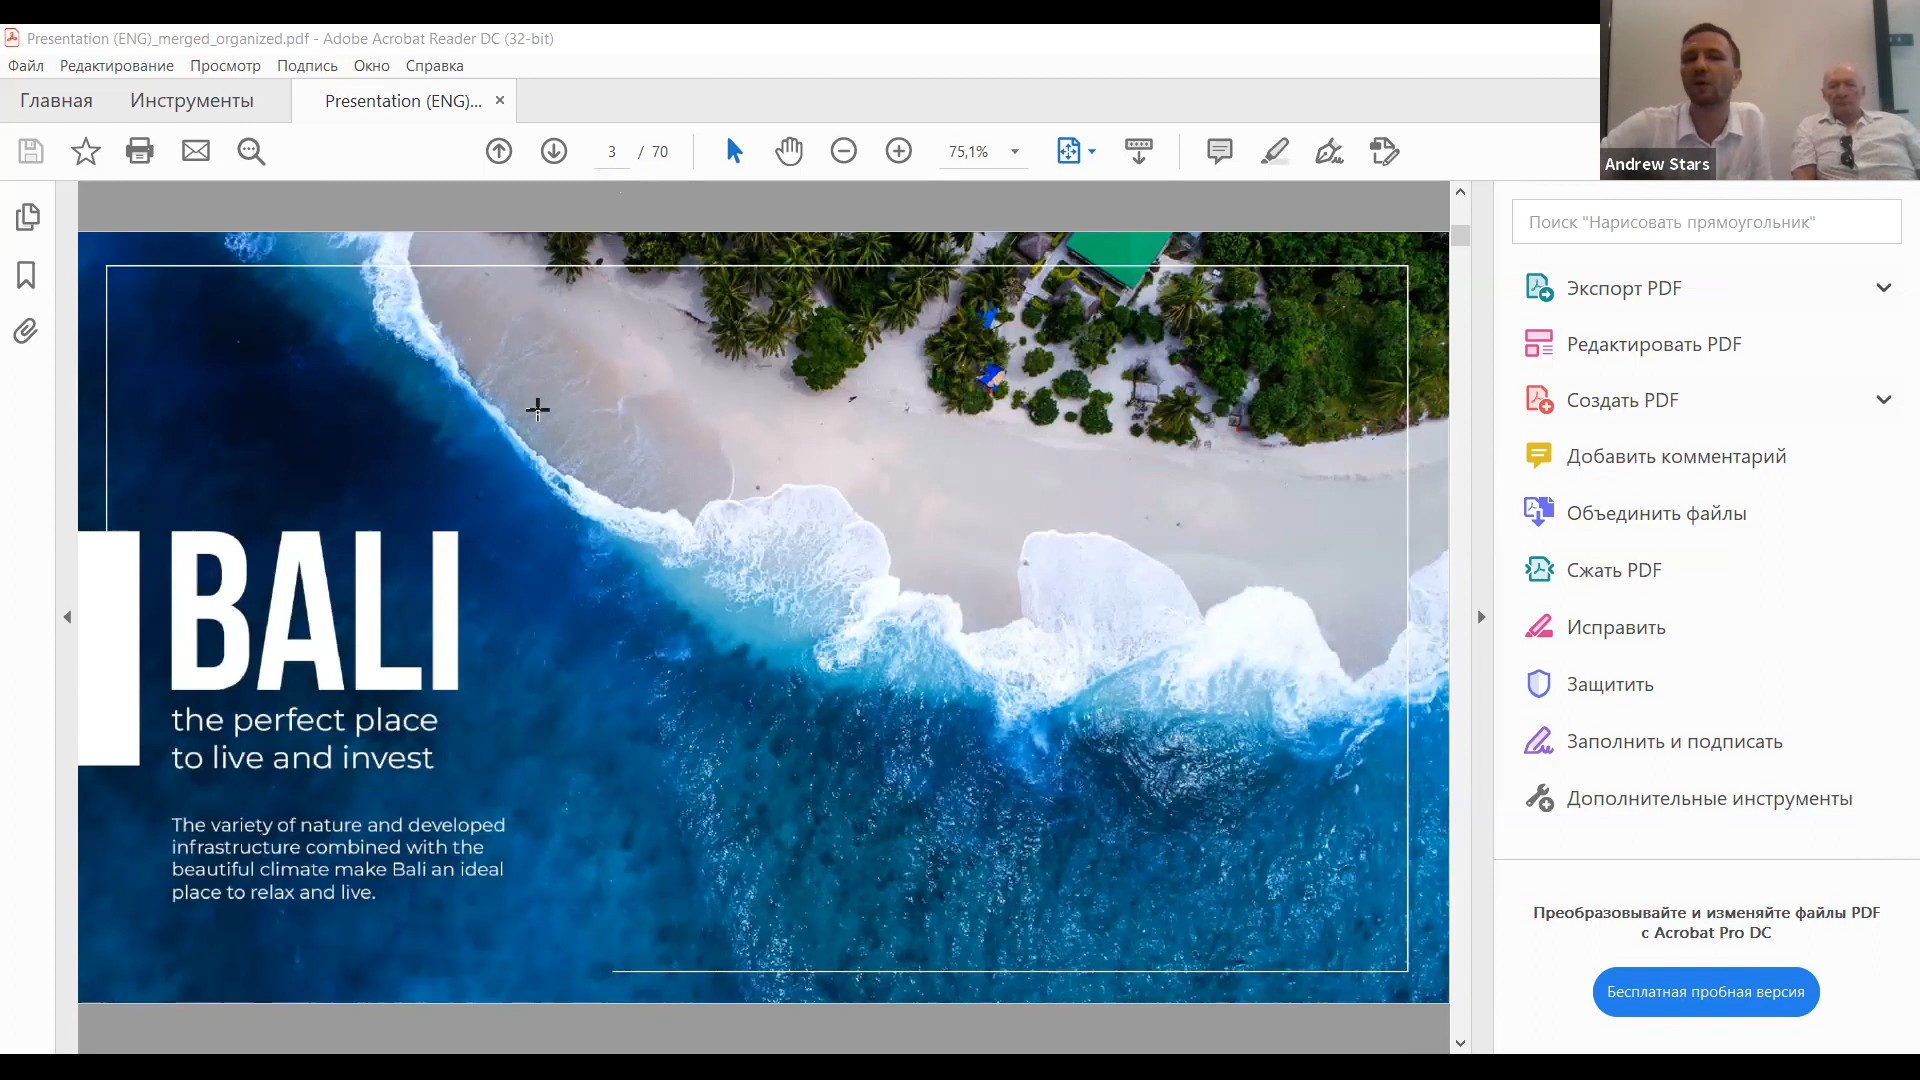 Presentation (ENG)_merged_organized.pdf - Adobe Acrobat Reader DC (32-bit)
Файл Редактирование Просмотр Подпись Окно Справка
Главная Инструменты Presentation (ENG)... ×
3 / 70 75,1%
Andrew Stars
Поиск "Нарисовать прямоугольник"
Экспорт PDF
Редактировать PDF
Создать PDF
Добавить комментарий
Объединить файлы
Сжать PDF
Исправить
Защитить
Заполнить и подписать
Дополнительные инструменты
Преобразовывайте и изменяйте файлы PDF
с Acrobat Pro DC
Бесплатная пробная версия
BALI
the perfect place
to live and invest
The variety of nature and developed
infrastructure combined with the
beautiful climate make Bali an ideal
place to relax and live.